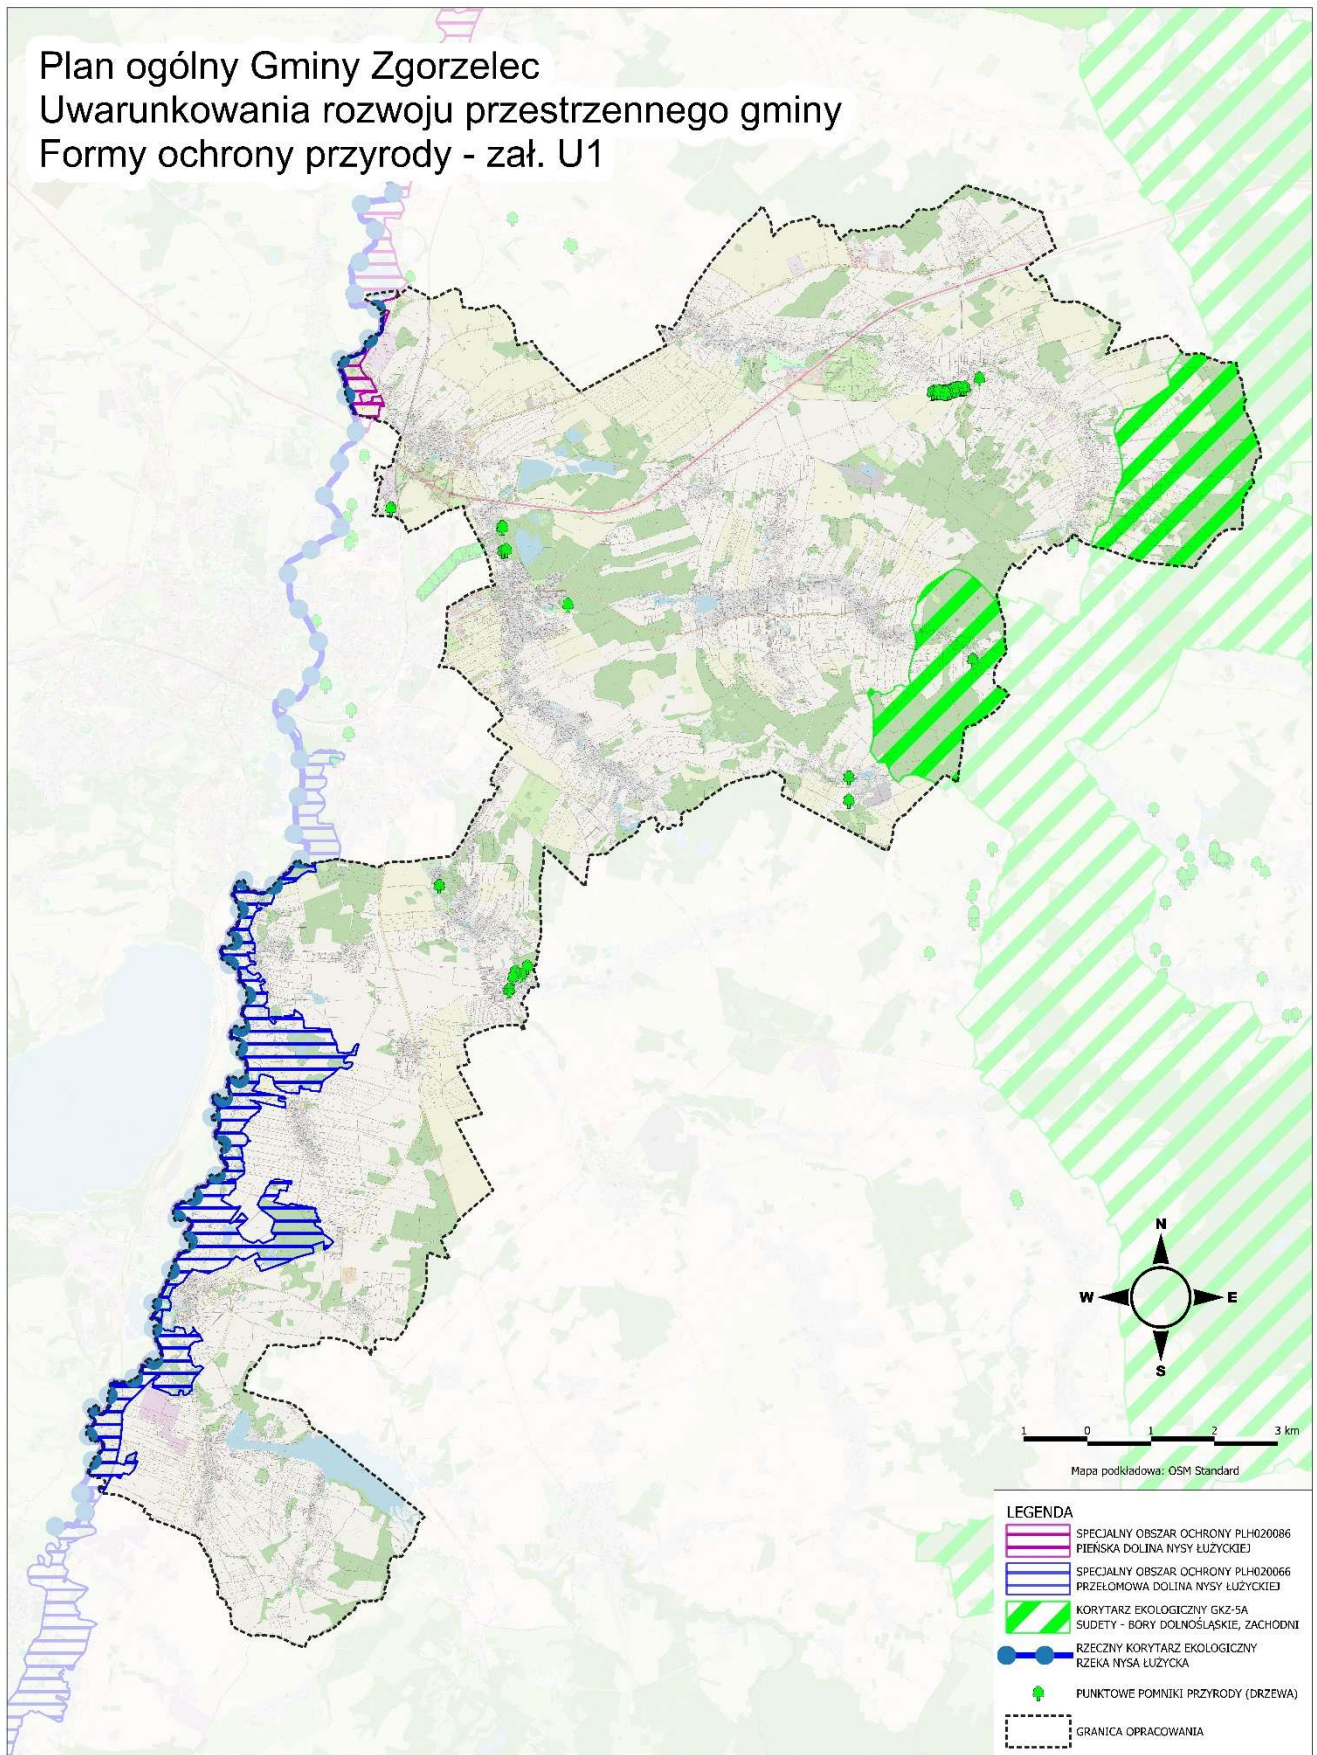 Plan ogólny Gminy Zgorzelec
Uwarunkowania rozwoju przestrzennego gminy
Formy ochrony przyrody - zał. U1
N
W E
S
1 0 1 2 3 km
Mapa podkładowa: OSM Standard
LEGENDA
SPECJALNY OBSZAR OCHRONY PLH020086
PIEŃSKA DOLINA NYSY ŁUŻYCKIEJ
SPECJALNY OBSZAR OCHRONY PLH020066
PRZEŁOMOWA DOLINA NYSY ŁUŻYCKIEJ
KORYTARZ EKOLOGICZNY GKZ-5A
SUDETY - BORY DOLNOŚLĄSKIE, ZACHODNI
RZECZNY KORYTARZ EKOLOGICZNY
RZEKA NYSA ŁUŻYCKA
PUNKTOWE POMNIKI PRZYRODY (DRZEWA)
GRANICA OPRACOWANIA